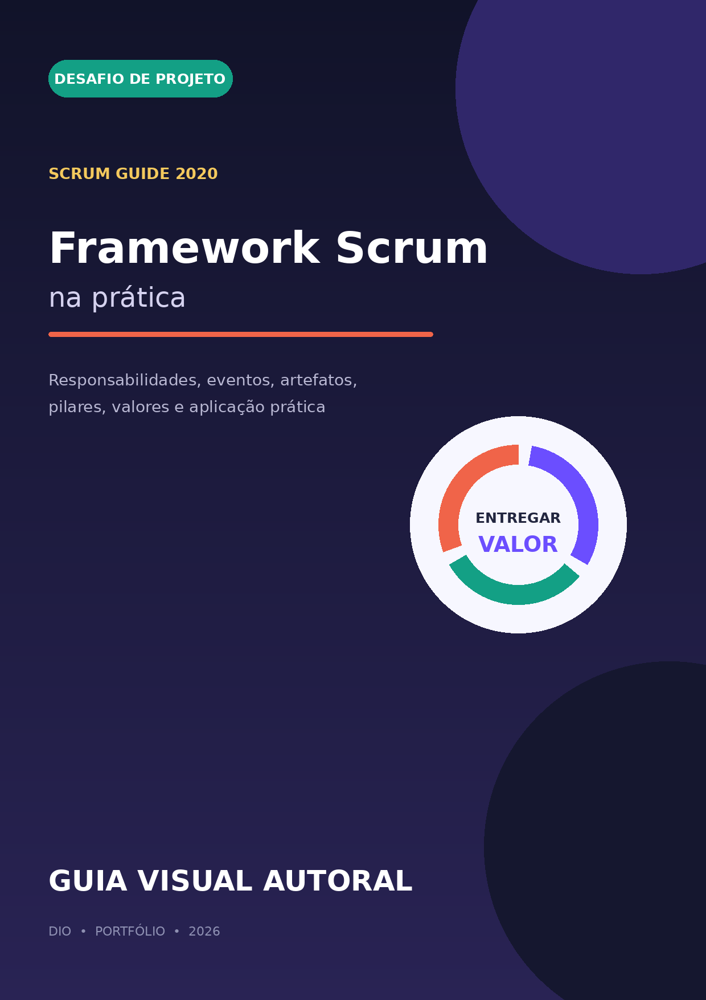 DESAFIO DE PROJETO
SCRUM GUIDE 2020
Framework Scrum
na prática
Responsabilidades, eventos, artefatos,
pilares, valores e aplicação prática
ENTREGAR
VALOR
GUIA VISUAL AUTORAL
DIO • PORTFÓLIO • 2026